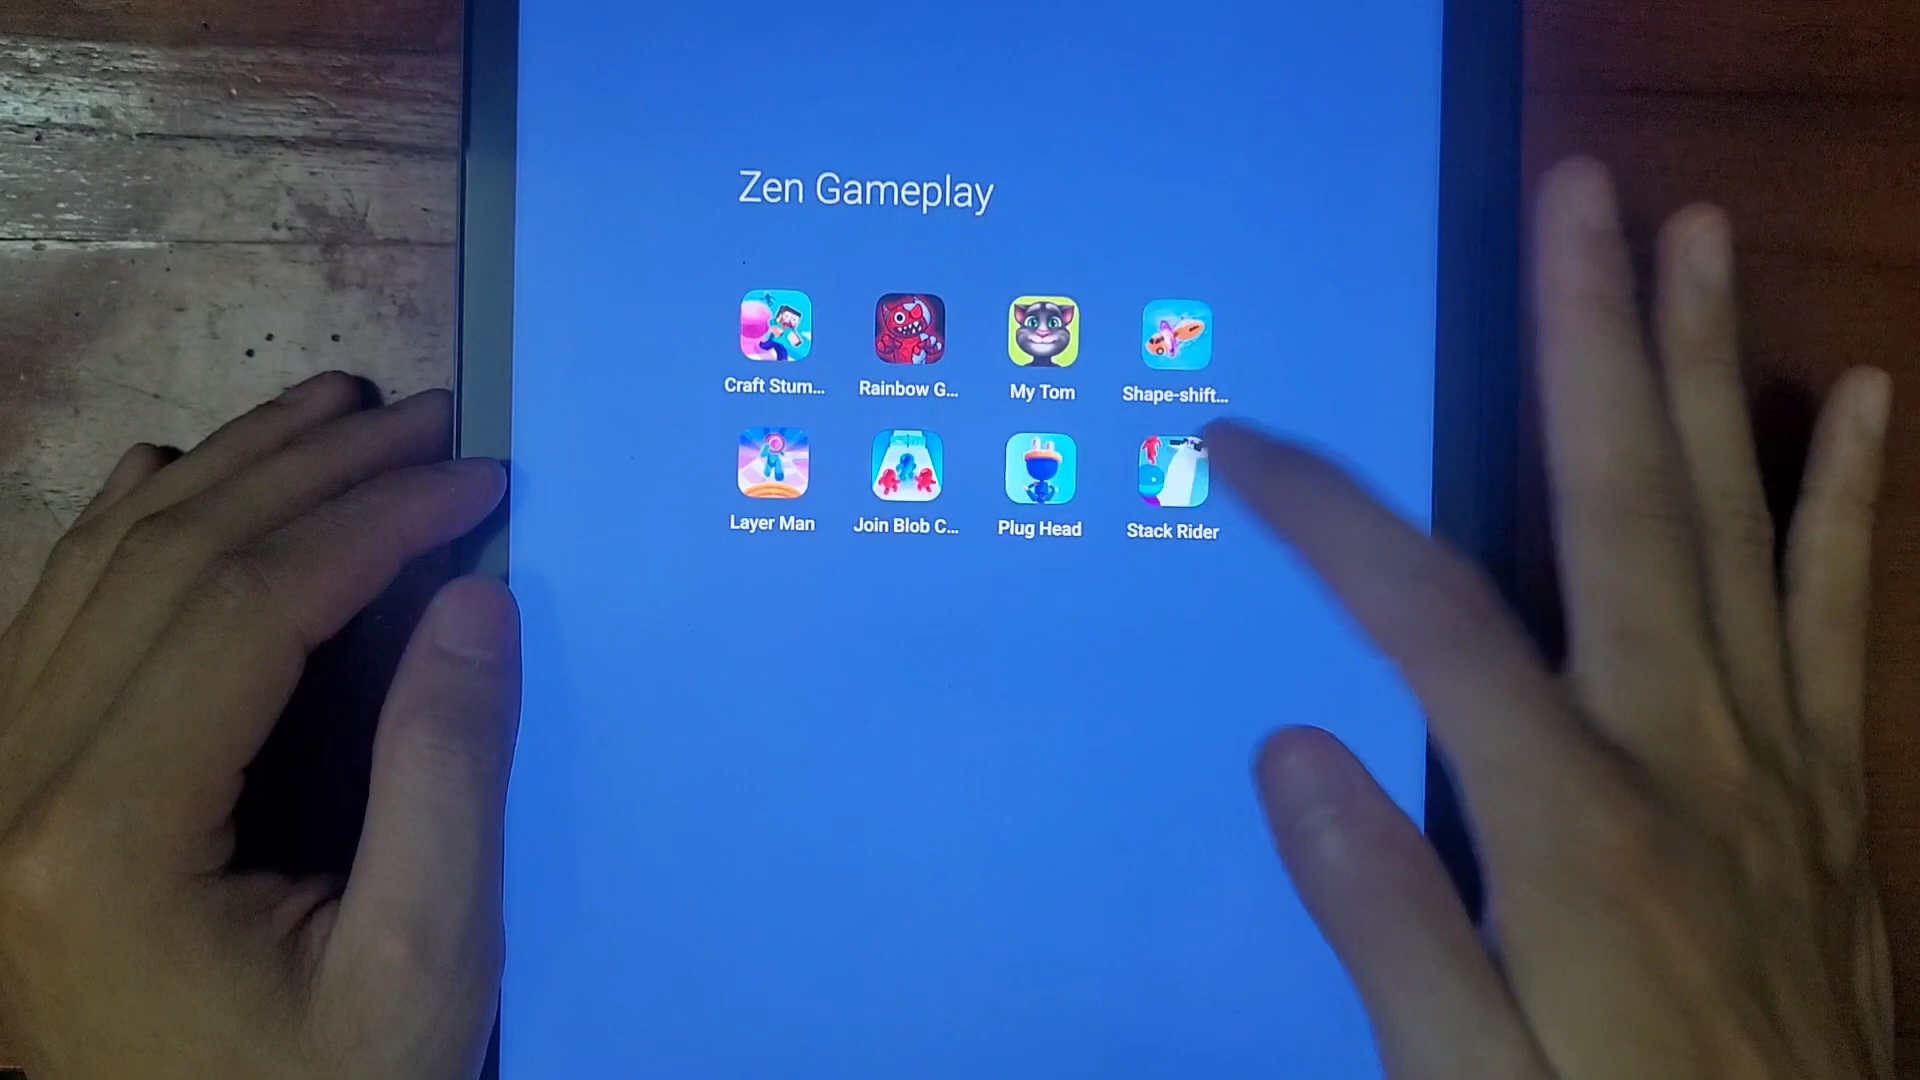 Zen Gameplay
Craft Stum... Rainbow G... My Tom Shape-shift...
Layer Man Join Blob C... Plug Head Stack Rider